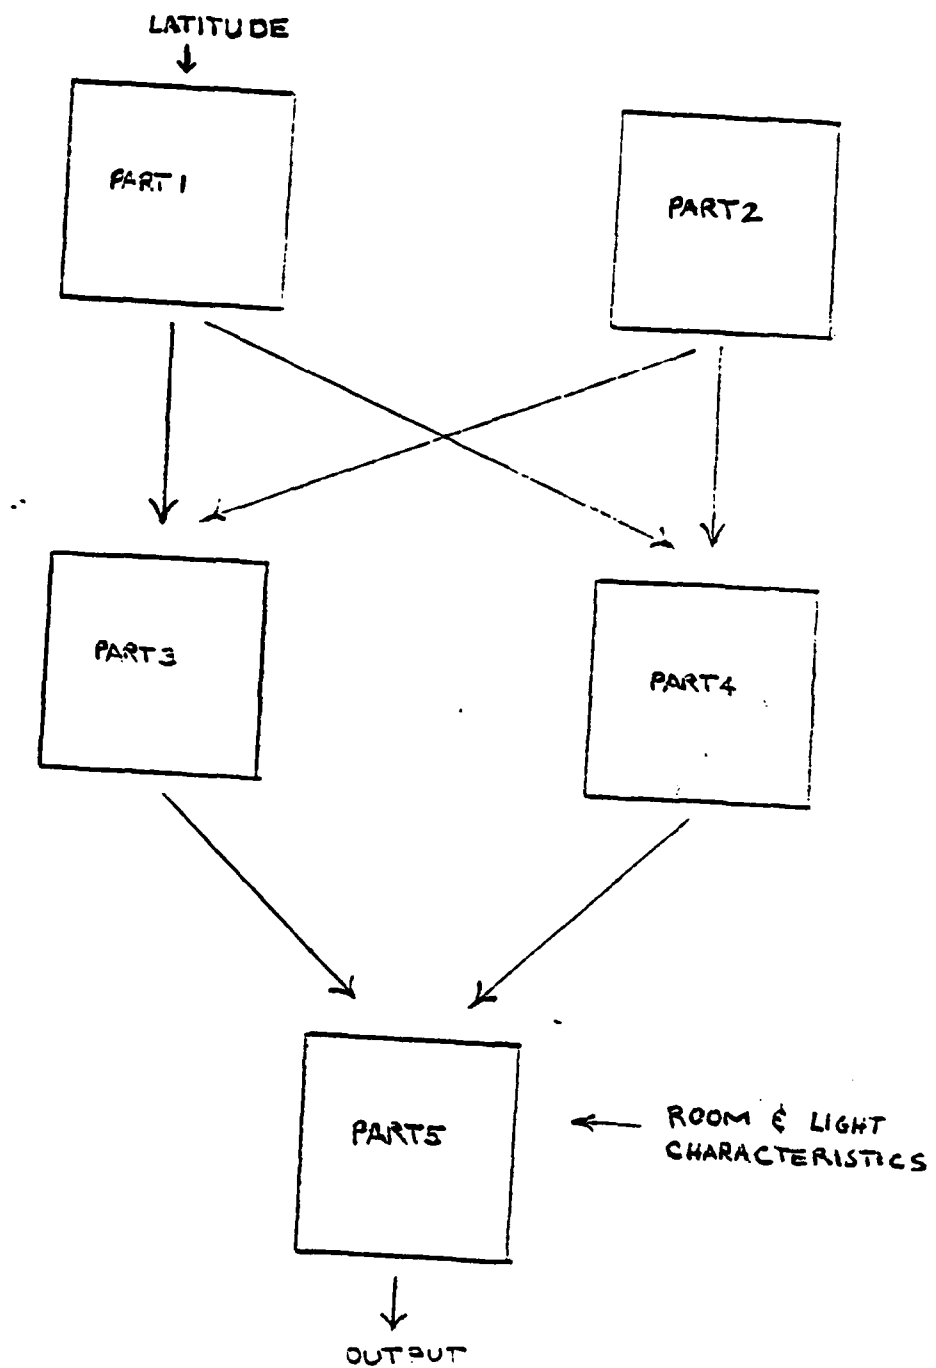 LATITUDE
PART 1
PART 2
PART 3
PART 4
PART 5
ROOM & LIGHT
CHARACTERISTICS
OUTPUT